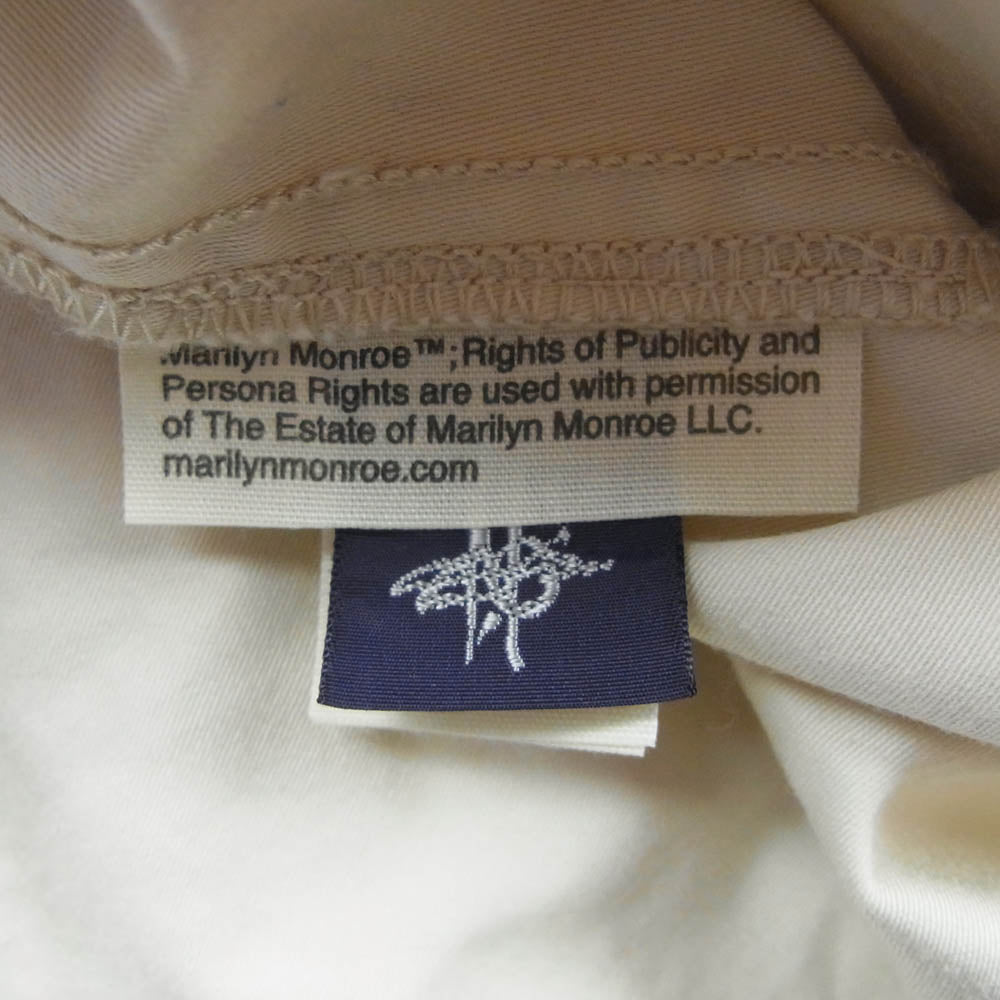 Marilyn Monroe™;Rights of Publicity and
Persona Rights are used with permission
of The Estate of Marilyn Monroe LLC.
marilynmonroe.com